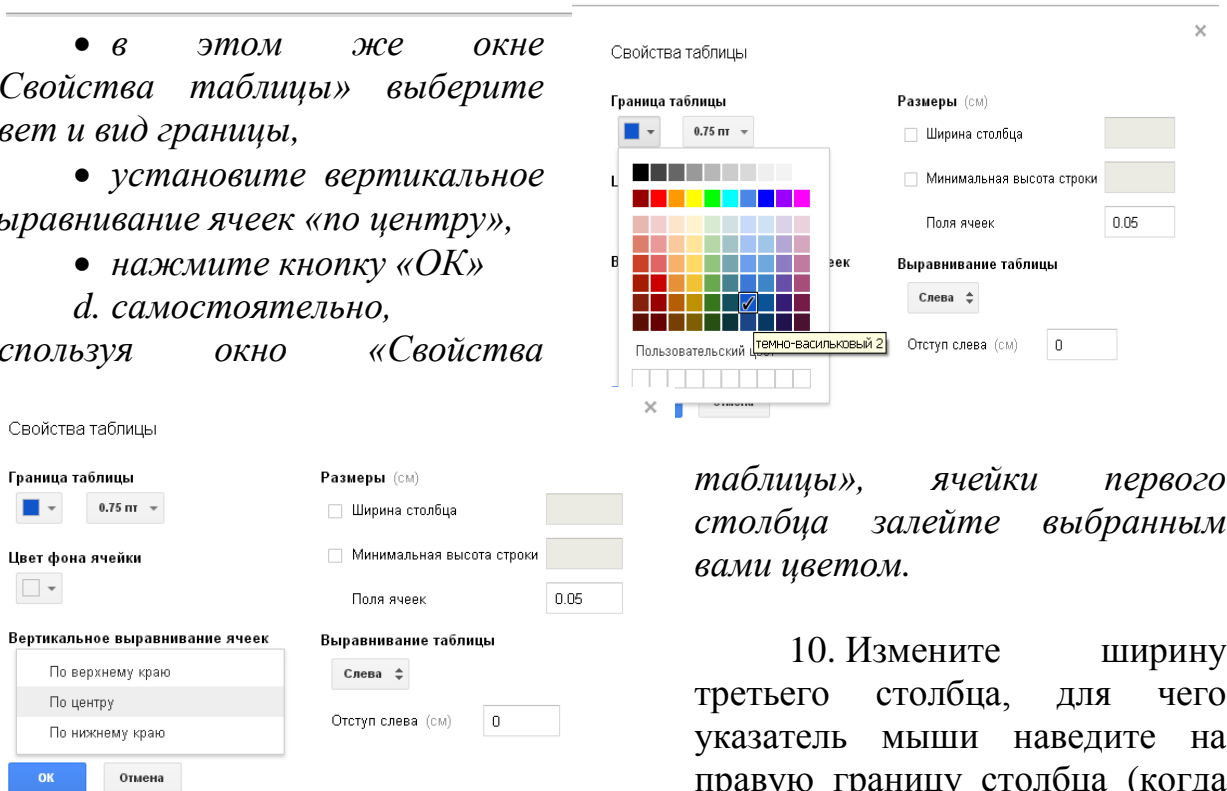 • в этом же окне
Свойства таблицы» выберите
вет и вид границы,
• установите вертикальное
ыравнивание ячеек «по центру»,
• нажмите кнопку «ОК»
d. самостоятельно,
спользуя окно «Свойства
×
Свойства таблицы
Граница таблицы
0.75 пт
Размеры (см)
Ширина столбца
Минимальная высота строки
Поля ячеек 0.05
В
еек
Выравнивание таблицы
Слева
темно-васильковый 2
Пользовательский
Отступ слева (см) 0
×
Свойства таблицы
Граница таблицы
0.75 пт
Цвет фона ячейки
Вертикальное выравнивание ячеек
По верхнему краю
По центру
По нижнему краю
ОК Отмена
Размеры (см)
Ширина столбца
Минимальная высота строки
Поля ячеек 0.05
Выравнивание таблицы
Слева
Отступ слева (см) 0
таблицы», ячейки первого
столбца залейте выбранным
вами цветом.
10. Измените ширину
третьего столбца, для чего
указатель мыши наведите на
правую границу столбца (когда